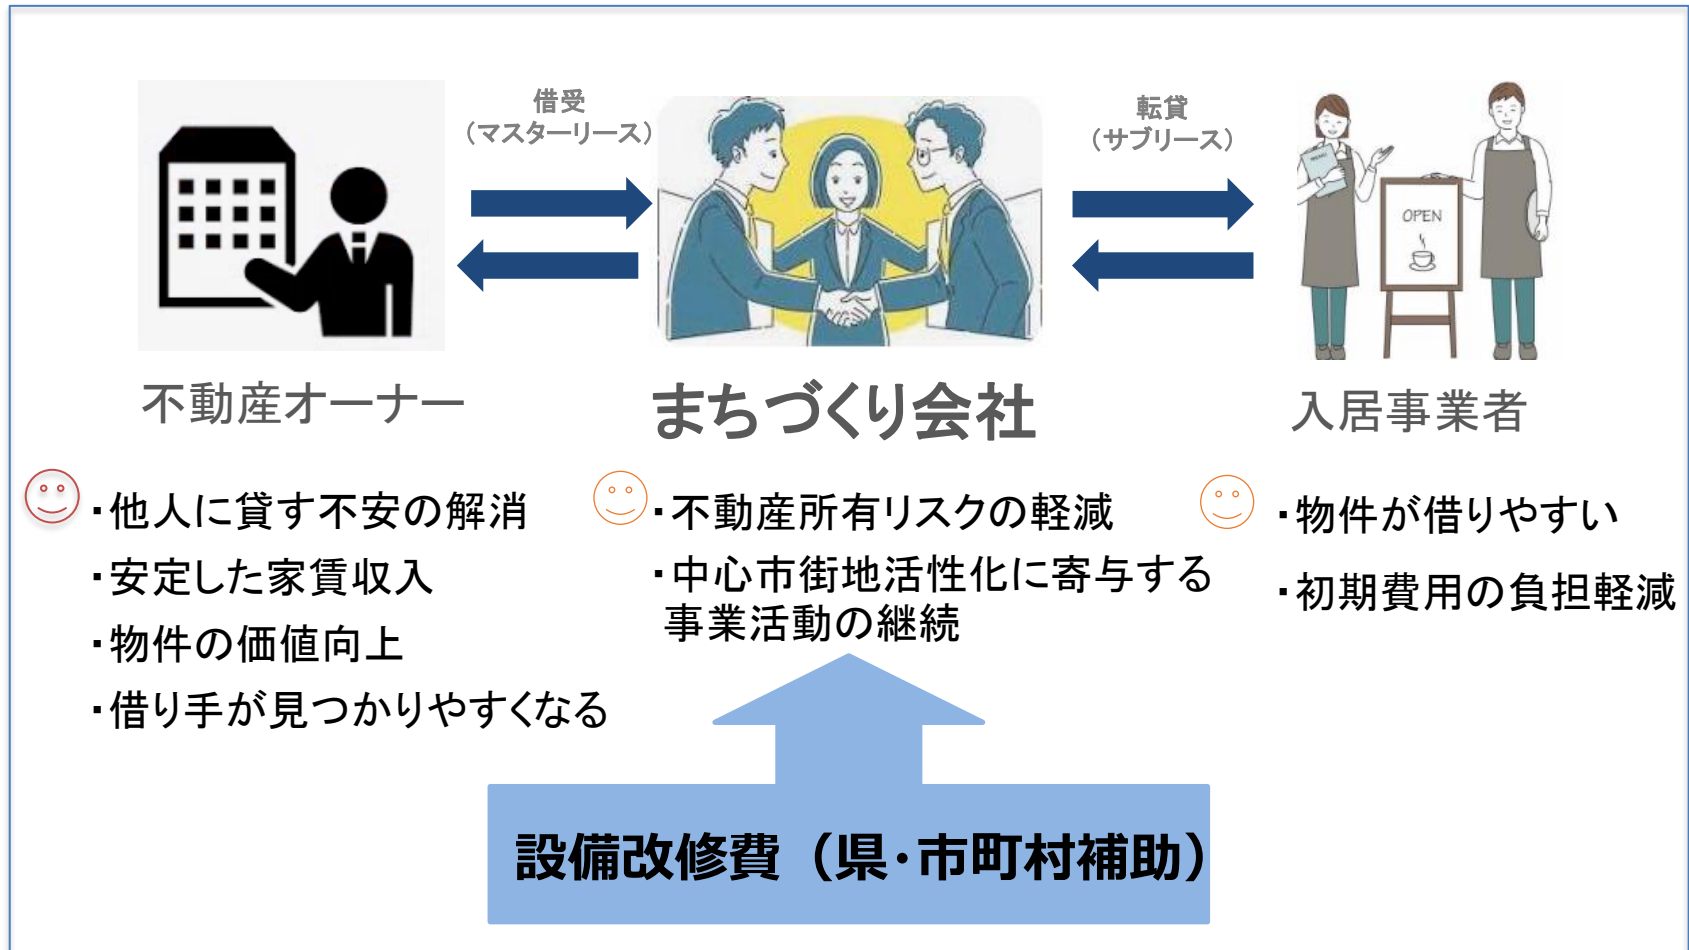 借受
（マスターリース）
転貸
（サブリース）
OPEN
不動産オーナー
まちづくり会社
入居事業者
・他人に貸す不安の解消
・安定した家賃収入
・物件の価値向上
・借り手が見つかりやすくなる
・不動産所有リスクの軽減
・中心市街地活性化に寄与する
事業活動の継続
・物件が借りやすい
・初期費用の負担軽減
設備改修費（県・市町村補助）